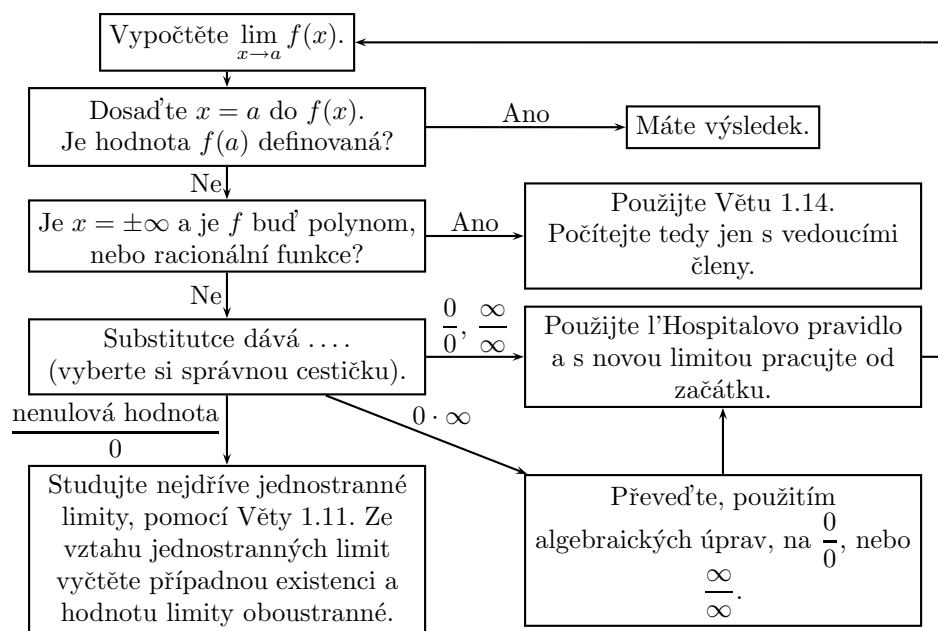 Vypočtěte lim x→a f(x).
Dosaďte x = a do f(x).
Je hodnota f(a) definovaná?
Ano
Máte výsledek.
Ne
Je x = ±∞ a je f buď polynom,
nebo racionální funkce?
Ano
Použijte Větu 1.14.
Počítejte tedy jen s vedoucími
členy.
Ne
Substitutce dává . . . .
(vyberte si správnou cestičku).
0/0, ∞/∞
Použijte l'Hospitalovo pravidlo
a s novou limitou pracujte od
začátku.
nenulová hodnota/0
0 · ∞
Studujte nejdříve jednostranné
limity, pomocí Věty 1.11. Ze
vztahu jednostranných limit
vyčtěte případnou existenci a
hodnotu limity oboustranné.
Převeďte, použitím
algebraických úprav, na 0/0, nebo
∞/∞.